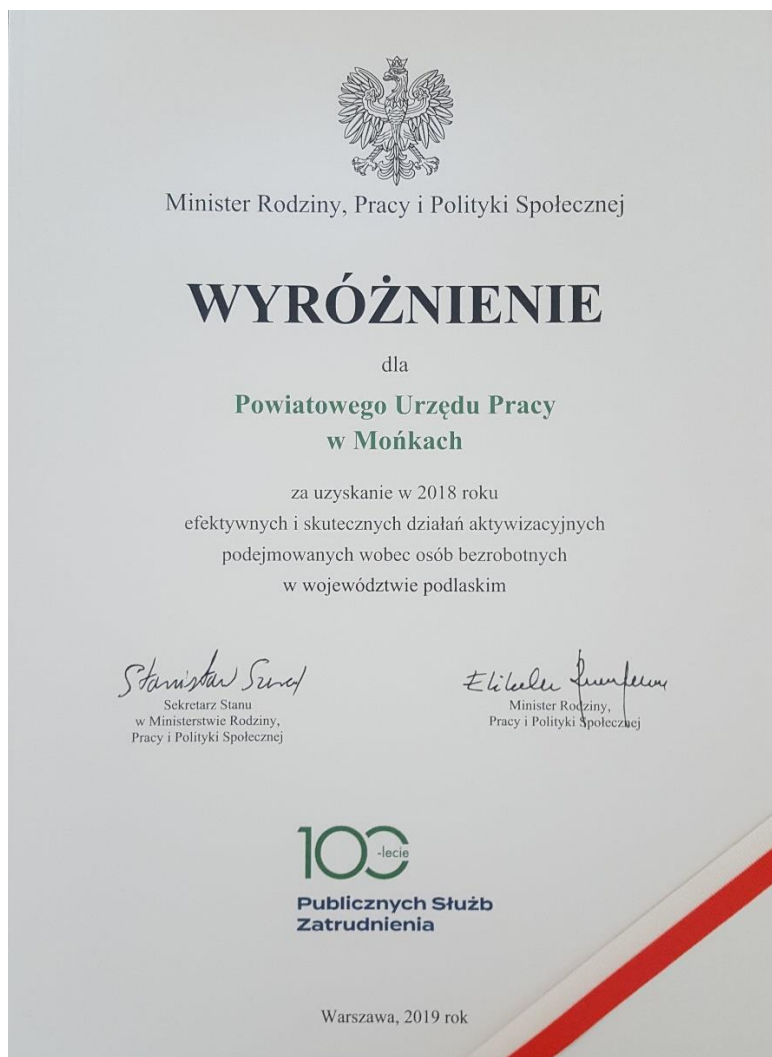 Minister Rodziny, Pracy i Polityki Społecznej
WYRÓŻNIENIE
dla
Powiatowego Urzędu Pracy
w Mońkach
za uzyskanie w 2018 roku
efektywnych i skutecznych działań aktywizacyjnych
podejmowanych wobec osób bezrobotnych
w województwie podlaskim
Stanisław
Sekretarz Stanu
w Ministerstwie Rodziny,
Pracy i Polityki Społecznej
Minister Rodziny,
Pracy i Polityki Społecznej
100-lecie
Publicznych Służb
Zatrudnienia
Warszawa, 2019 rok